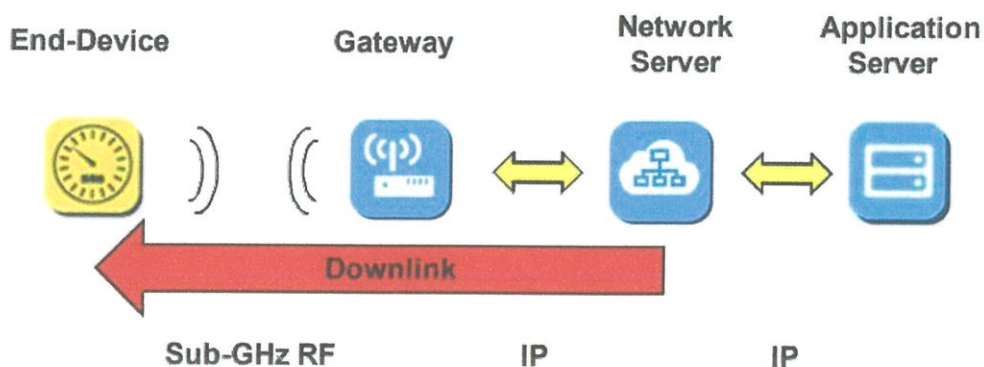 End-Device
Gateway
Network
Server
Application
Server
Downlink
Sub-GHz RF
IP
IP